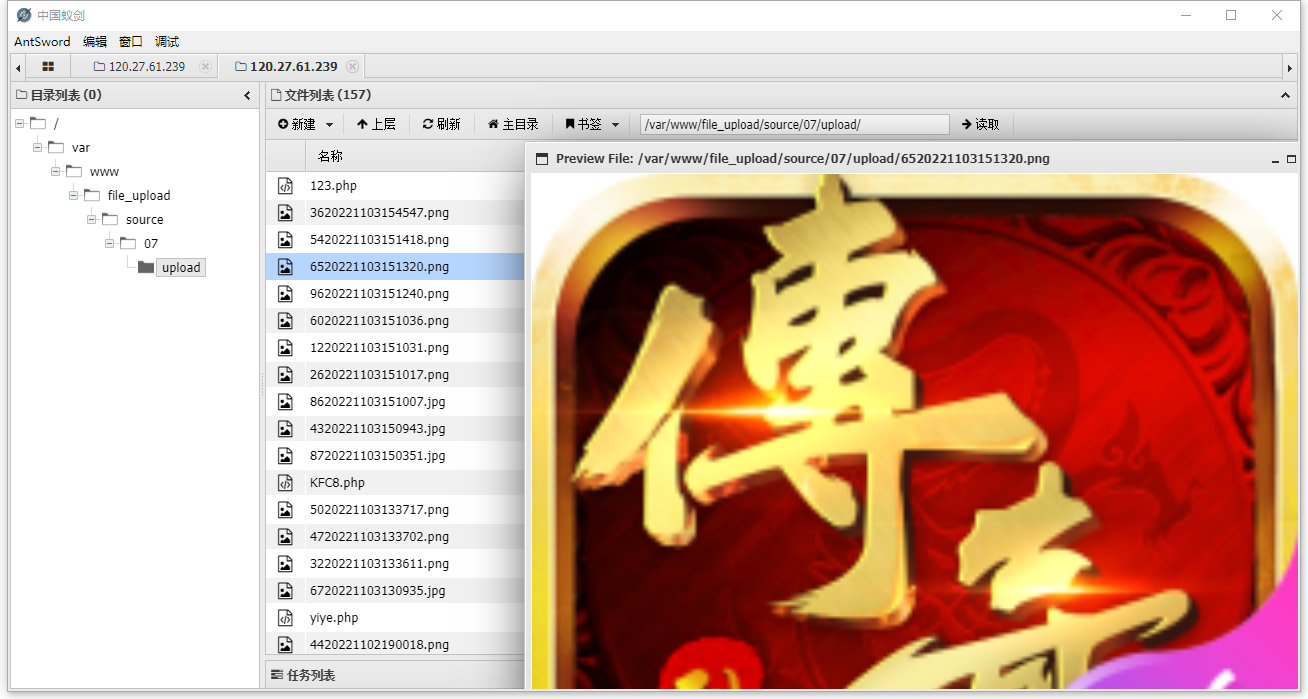 中国蚁剑
AntSword 编辑 窗口 调试
120.27.61.239 120.27.61.239
目录列表 (0)
文件列表 (157)
新建 上层 刷新 主目录 书签 /var/www/file_upload/source/07/upload/ 读取
/
var
www
file_upload
source
07
upload
名称
123.php
3620221103154547.png
5420221103151418.png
6520221103151320.png
9620221103151240.png
6020221103151036.png
1220221103151031.png
2620221103151017.png
8620221103151007.jpg
4320221103150943.jpg
8720221103150351.jpg
KFC8.php
5020221103133717.png
4720221103133702.png
3220221103133611.png
6720221103130935.jpg
yiye.php
4420221102190018.png
任务列表
Preview File: /var/www/file_upload/source/07/upload/6520221103151320.png
傳
奇